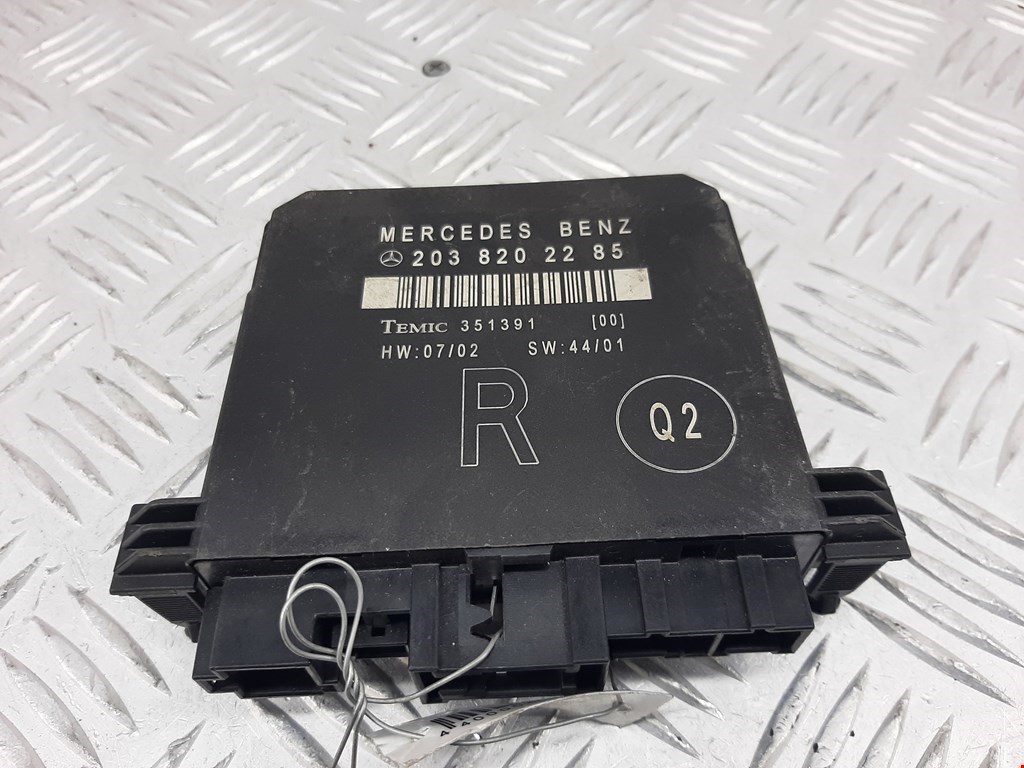 MERCEDES BENZ
203 820 22 85
TEMIC 351391 [00]
HW:07/02 SW:44/01
R
Q2